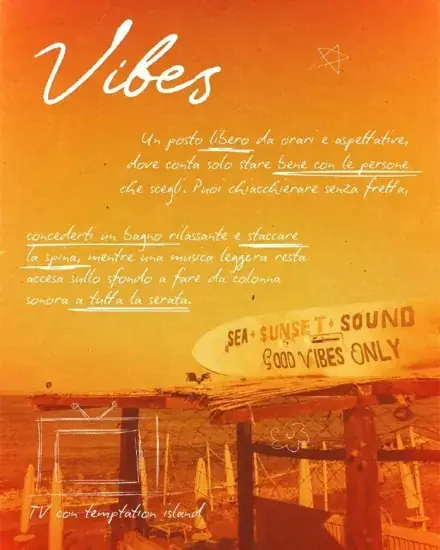 Vibes
Un posto libero da orari e aspettative,
dove conta solo stare bene con le persone
che scegli. Puoi chiacchierare senza fretta,
concederti un bagno rilassante e staccare
la spina, mentre una musica leggera resta
accesa sullo sfondo a fare da colonna
sonora a tutta la serata.
SEA • SUNSET • SOUND
GOOD VIBES ONLY
TV con temptation island